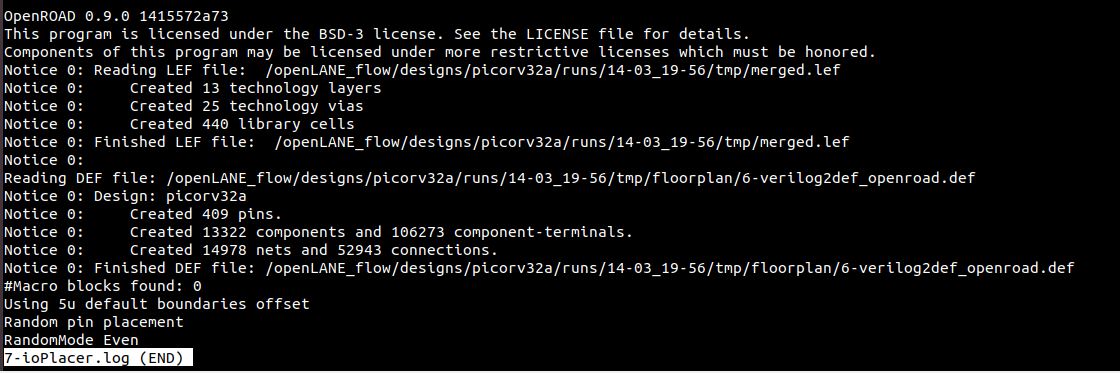 OpenROAD 0.9.0 1415572a73
This program is licensed under the BSD-3 license. See the LICENSE file for details.
Components of this program may be licensed under more restrictive licenses which must be honored.
Notice 0: Reading LEF file:  /openLANE_flow/designs/picorv32a/runs/14-03_19-56/tmp/merged.lef
Notice 0:     Created 13 technology layers
Notice 0:     Created 25 technology vias
Notice 0:     Created 440 library cells
Notice 0: Finished LEF file:  /openLANE_flow/designs/picorv32a/runs/14-03_19-56/tmp/merged.lef
Notice 0:
Reading DEF file: /openLANE_flow/designs/picorv32a/runs/14-03_19-56/tmp/floorplan/6-verilog2def_openroad.def
Notice 0: Design: picorv32a
Notice 0:     Created 409 pins.
Notice 0:     Created 13322 components and 106273 component-terminals.
Notice 0:     Created 14978 nets and 52943 connections.
Notice 0: Finished DEF file: /openLANE_flow/designs/picorv32a/runs/14-03_19-56/tmp/floorplan/6-verilog2def_openroad.def
#Macro blocks found: 0
Using 5u default boundaries offset
Random pin placement
RandomMode Even
7-ioPlacer.log (END)